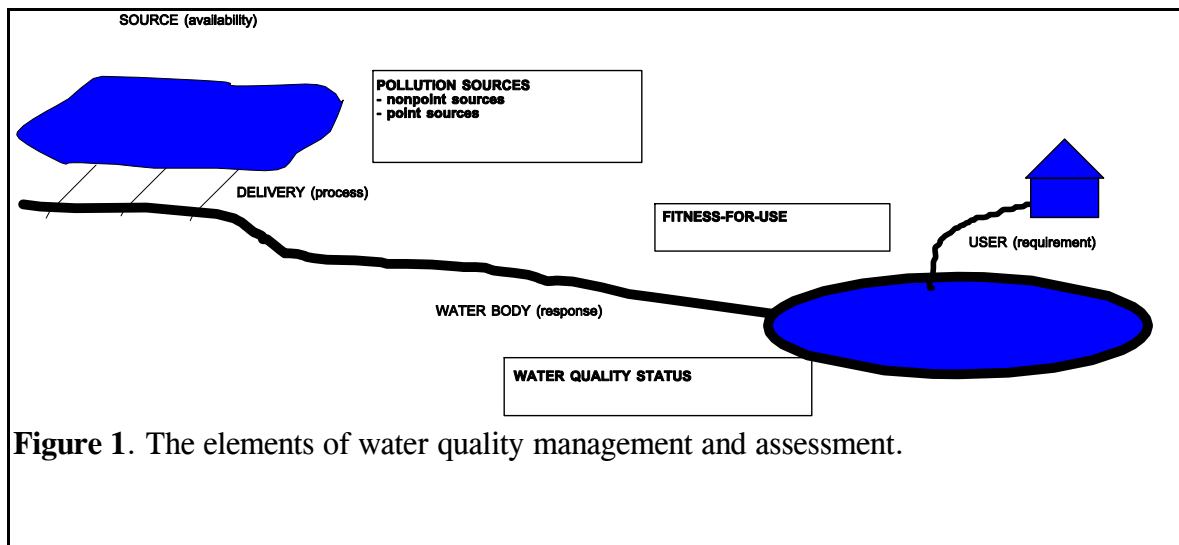 SOURCE (availability)
POLLUTION SOURCES
- nonpoint sources
- point sources
DELIVERY (process)
FITNESS-FOR-USE
USER (requirement)
WATER BODY (response)
WATER QUALITY STATUS
Figure 1. The elements of water quality management and assessment.